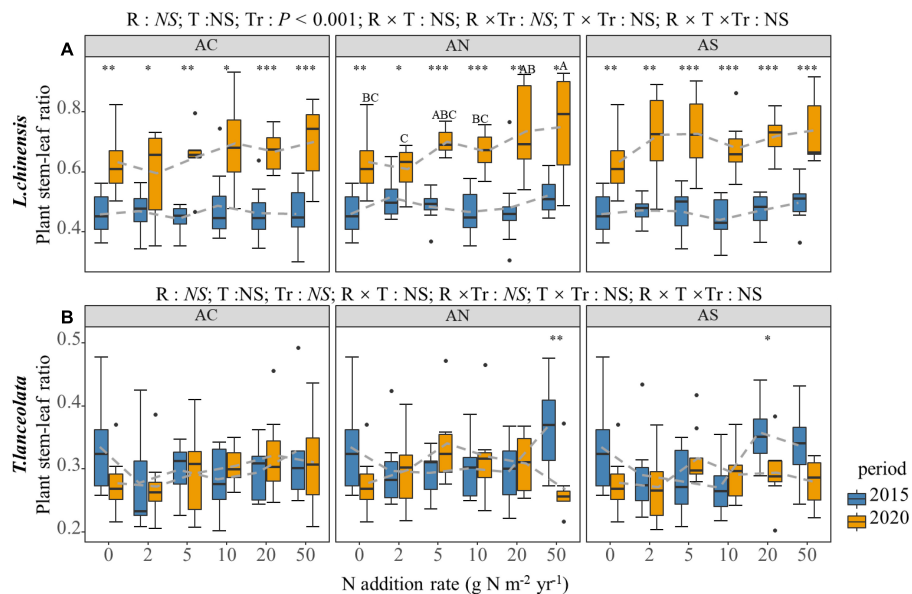 R : NS; T :NS; Tr : P < 0.001; R × T : NS; R ×Tr : NS; T × Tr : NS; R × T ×Tr : NS
A
AC AN AS
** * ** * *** *** ** * *** *** ** * ** ** *** *** *** ***
BC C ABC BC AB A
L.chinensis
Plant stem-leaf ratio
0.8
0.6
0.4
R : NS; T :NS; Tr : NS; R × T : NS; R ×Tr : NS; T × Tr : NS; R × T ×Tr : NS
B
AC AN AS
** *
T.lanceolata
Plant stem-leaf ratio
0.5
0.4
0.3
0.2
period
2015
2020
0 2 5 10 20 50 0 2 5 10 20 50 0 2 5 10 20 50
N addition rate (g N m⁻² yr⁻¹)